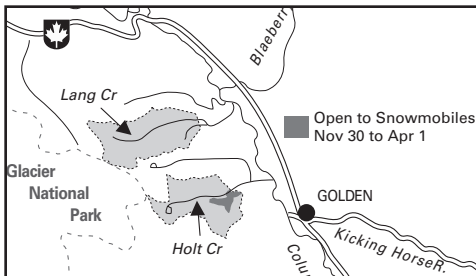 Blaeberry
Lang Cr
Open to Snowmobiles
Nov 30 to Apr 1
Glacier
National
Park
GOLDEN
Holt Cr
Colu
Kicking HorseR.